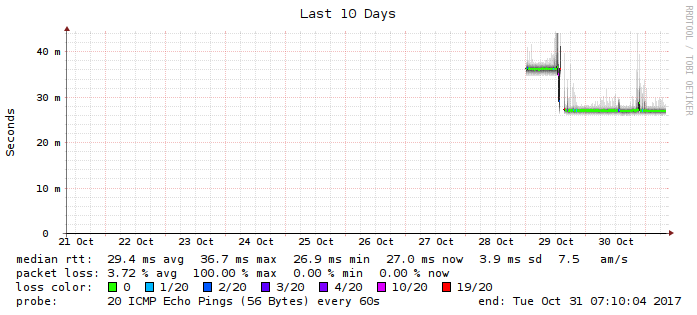 Last 10 Days
RRDTOOL / TOBI OETIKER
Seconds
40 m
30 m
20 m
10 m
0
21 Oct 22 Oct 23 Oct 24 Oct 25 Oct 26 Oct 27 Oct 28 Oct 29 Oct 30 Oct
median rtt: 29.4 ms avg 36.7 ms max 26.9 ms min 27.0 ms now 3.9 ms sd 7.5 am/s
packet loss: 3.72 % avg 100.00 % max 0.00 % min 0.00 % now
loss color: 0 1/20 2/20 3/20 4/20 10/20 19/20
probe: 20 ICMP Echo Pings (56 Bytes) every 60s end: Tue Oct 31 07:10:04 2017